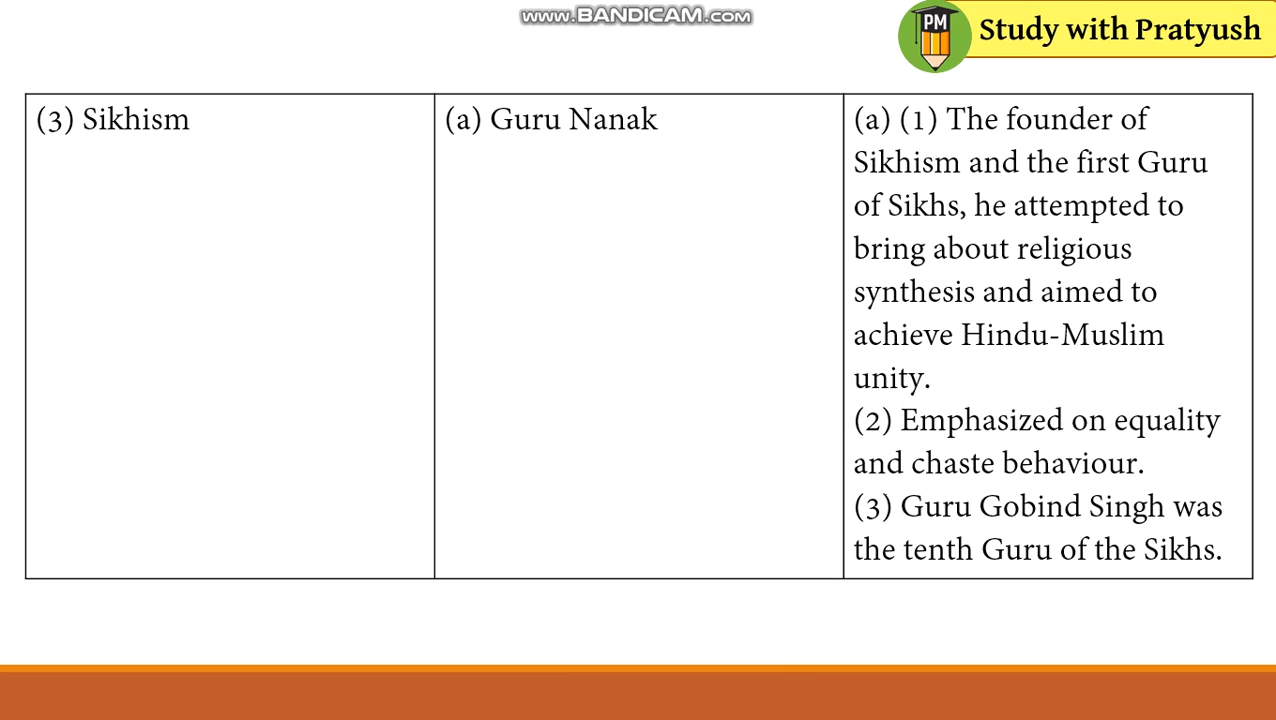 www.BANDICAM.com
PM
Study with Pratyush
(3) Sikhism
(a) Guru Nanak
(a) (1) The founder of
Sikhism and the first Guru
of Sikhs, he attempted to
bring about religious
synthesis and aimed to
achieve Hindu-Muslim
unity.
(2) Emphasized on equality
and chaste behaviour.
(3) Guru Gobind Singh was
the tenth Guru of the Sikhs.